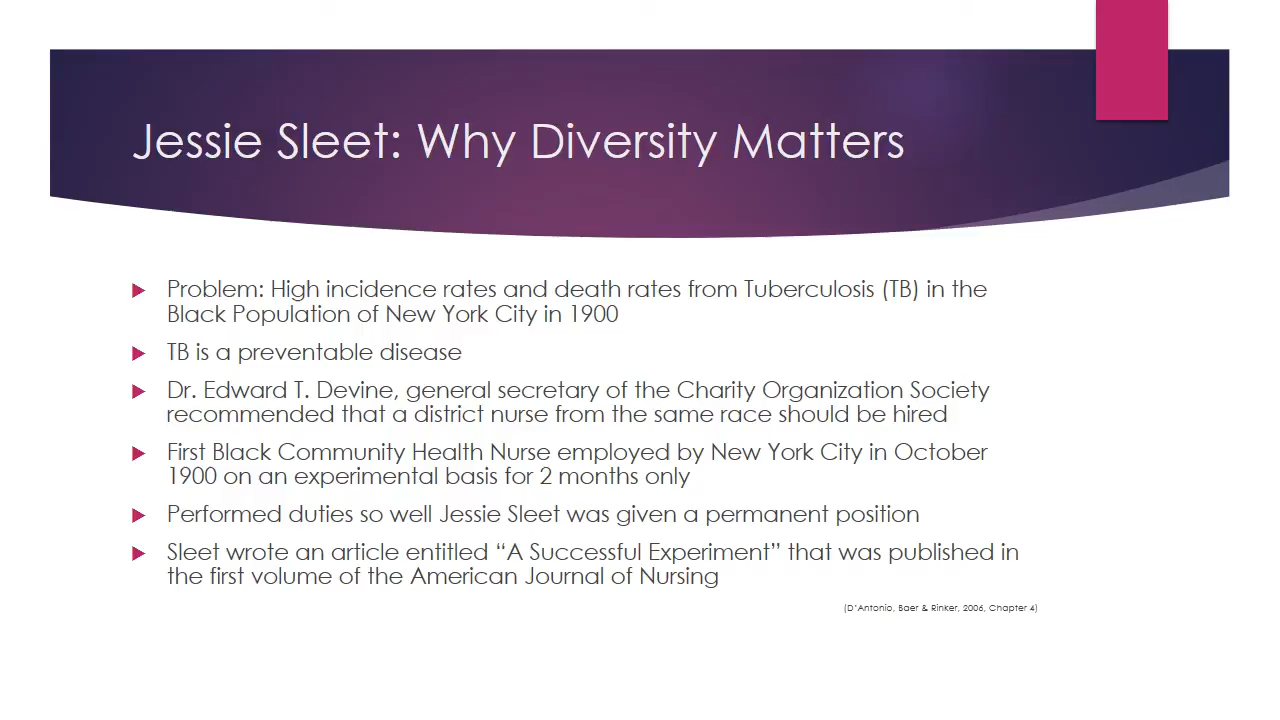 Jessie Sleet: Why Diversity Matters
Problem: High incidence rates and death rates from Tuberculosis (TB) in the
Black Population of New York City in 1900
TB is a preventable disease
Dr. Edward T. Devine, general secretary of the Charity Organization Society
recommended that a district nurse from the same race should be hired
First Black Community Health Nurse employed by New York City in October
1900 on an experimental basis for 2 months only
Performed duties so well Jessie Sleet was given a permanent position
Sleet wrote an article entitled “A Successful Experiment” that was published in
the first volume of the American Journal of Nursing
(D’Antonio, Baer & Rinker, 2006, Chapter 4)